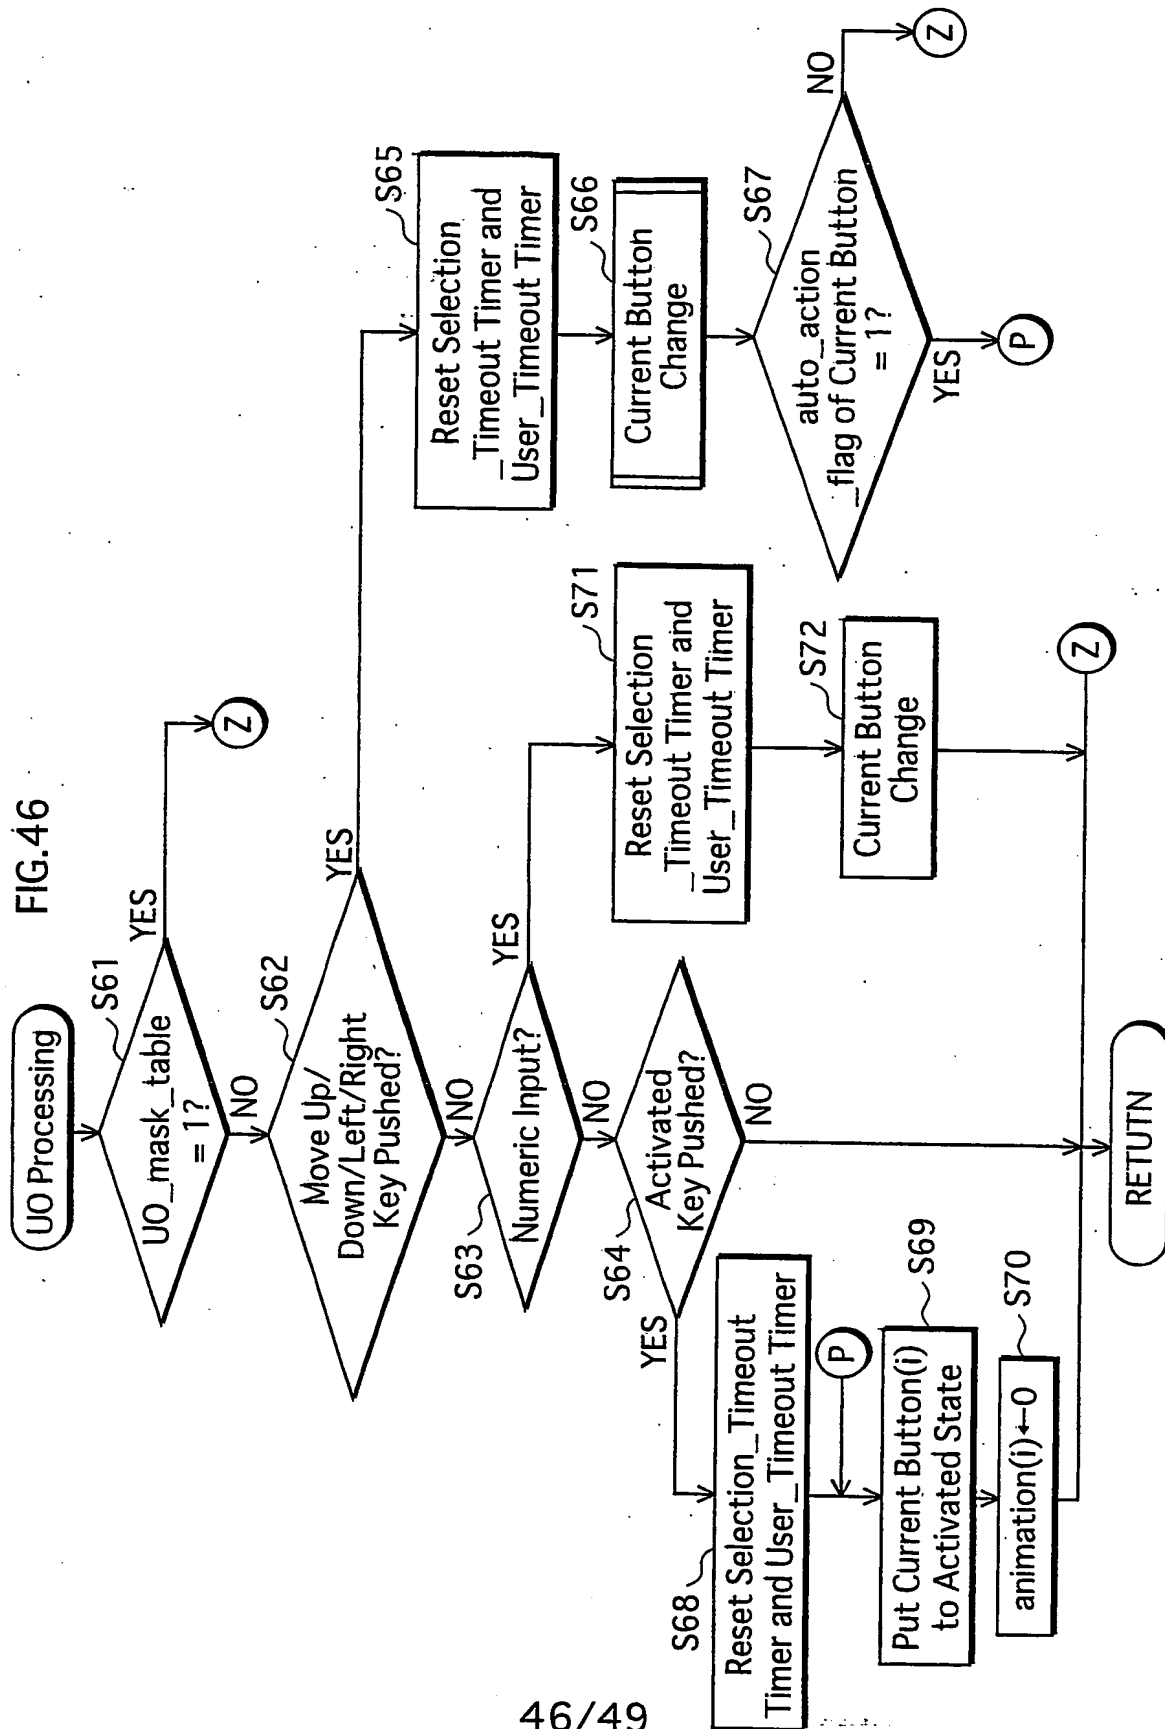 FIG.46
UO Processing
S61
UO_mask_table
= 1?
YES
Z
NO
S62
Move Up/
Down/Left/Right
Key Pushed?
YES
NO
S63
Numeric Input?
YES
NO
S64
Activated
Key Pushed?
YES
NO
S65
Reset Selection
_Timeout Timer and
User_Timeout Timer
S66
Current Button
Change
S67
auto_action
_flag of Current Button
= 1?
NO
Z
YES
P
S71
Reset Selection
_Timeout Timer and
User_Timeout Timer
S72
Current Button
Change
Z
S68
Reset Selection_Timeout
Timer and User_Timeout Timer
P
S69
Put Current Button(i)
to Activated State
S70
animation(i)←0
RETUTN
46/49